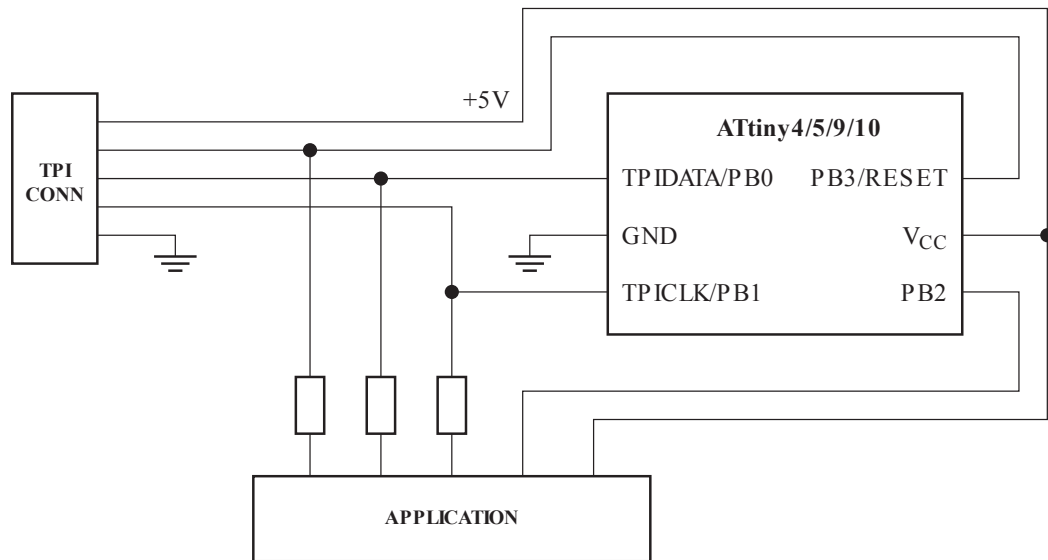 +5V
ATtiny4/5/9/10
TPI
CONN
TPIDATA/PB0
PB3/RESET
GND
VCC
TPICLK/PB1
PB2
APPLICATION